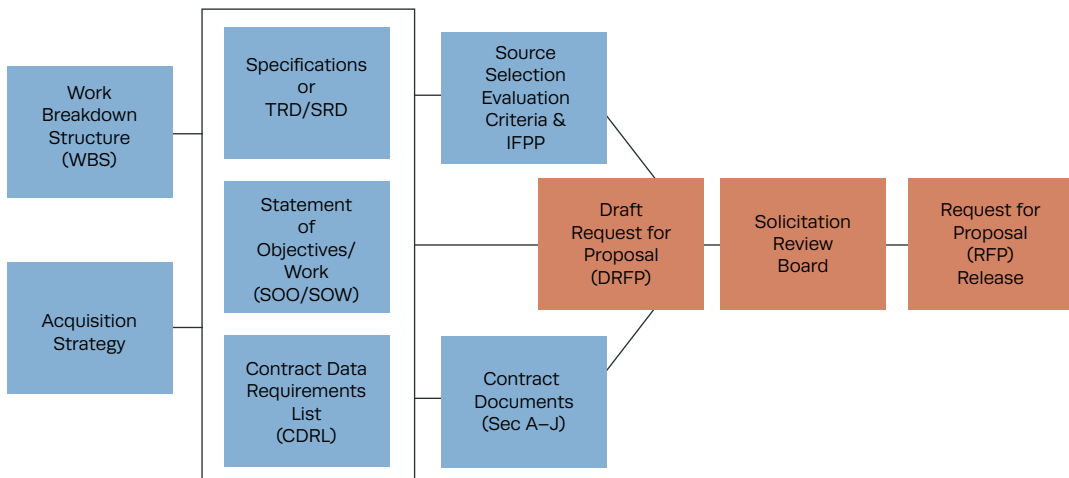 Work
Breakdown
Structure
(WBS)
Acquisition
Strategy
Specifications
or
TRD/SRD
Statement
of
Objectives/
Work
(SOO/SOW)
Contract Data
Requirements
List
(CDRL)
Source
Selection
Evaluation
Criteria &
IFPP
Contract
Documents
(Sec A–J)
Draft
Request for
Proposal
(DRFP)
Solicitation
Review
Board
Request for
Proposal
(RFP)
Release